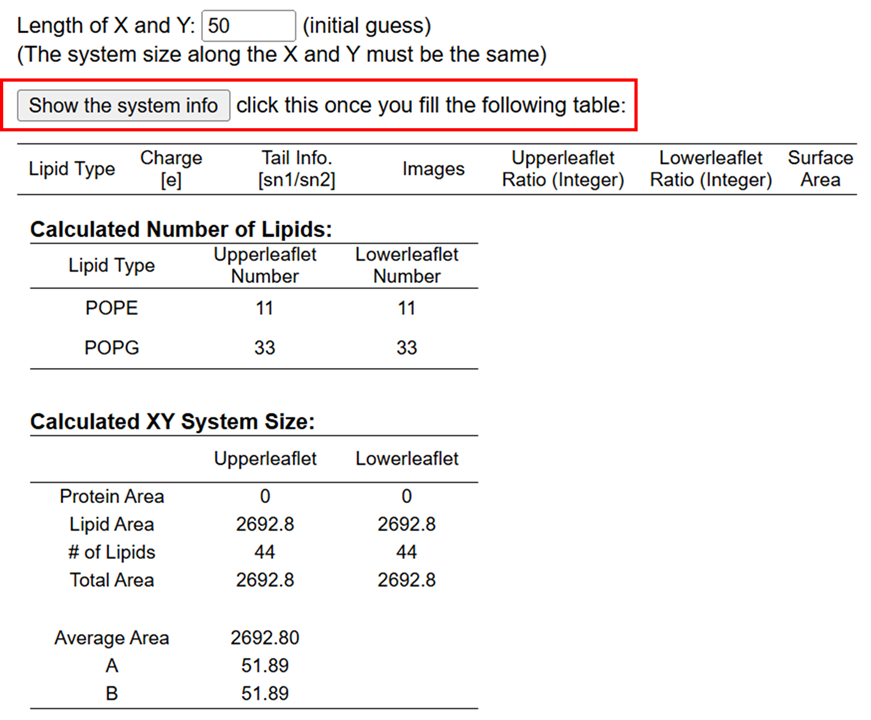 Length of X and Y: 50 (initial guess)
(The system size along the X and Y must be the same)
Show the system info click this once you fill the following table:
Lipid Type Charge [e] Tail Info. [sn1/sn2] Images Upperleaflet Ratio (Integer) Lowerleaflet Ratio (Integer) Surface Area
Calculated Number of Lipids:
Lipid Type Upperleaflet Number Lowerleaflet Number
POPE 11 11
POPG 33 33
Calculated XY System Size:
Upperleaflet Lowerleaflet
Protein Area 0 0
Lipid Area 2692.8 2692.8
# of Lipids 44 44
Total Area 2692.8 2692.8
Average Area 2692.80
A 51.89
B 51.89